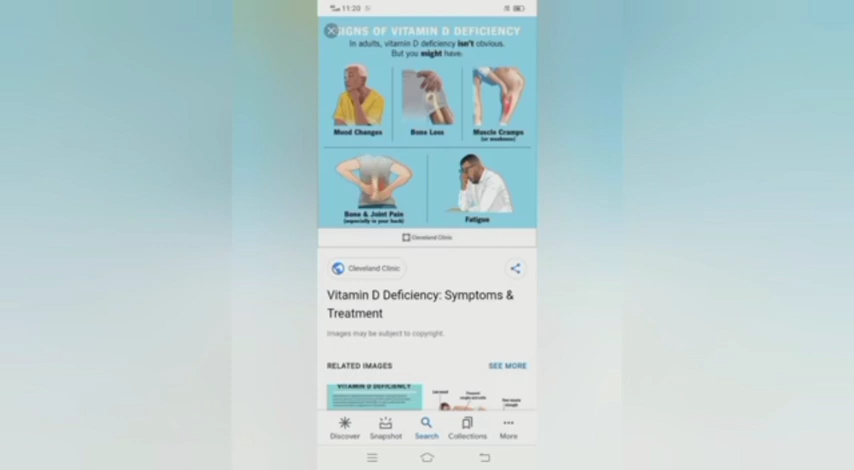 11:20
SIGNS OF VITAMIN D DEFICIENCY
In adults, vitamin D deficiency isn't obvious.
But you might have.
Mood Changes
Bone Loss
Muscle Cramps
(or weakness)
Bone & Joint Pain
(especially in your back)
Fatigue
Cleveland Clinic
Cleveland Clinic
Vitamin D Deficiency: Symptoms &
Treatment
Images may be subject to copyright.
RELATED IMAGES
SEE MORE
VITAMIN D DEFICIENCY?
Discover
Snapshot
Search
Collections
More